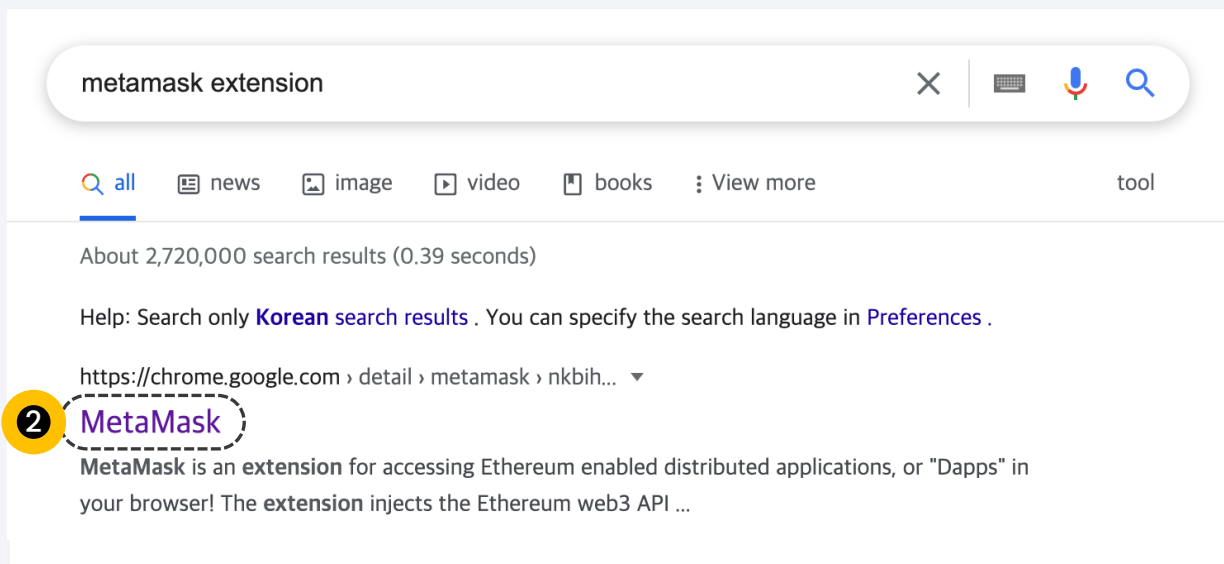 metamask extension
all news image video books View more tool
About 2,720,000 search results (0.39 seconds)
Help: Search only Korean search results . You can specify the search language in Preferences .
https://chrome.google.com › detail › metamask › nkbih...
2 MetaMask
MetaMask is an extension for accessing Ethereum enabled distributed applications, or "Dapps" in
your browser! The extension injects the Ethereum web3 API ...